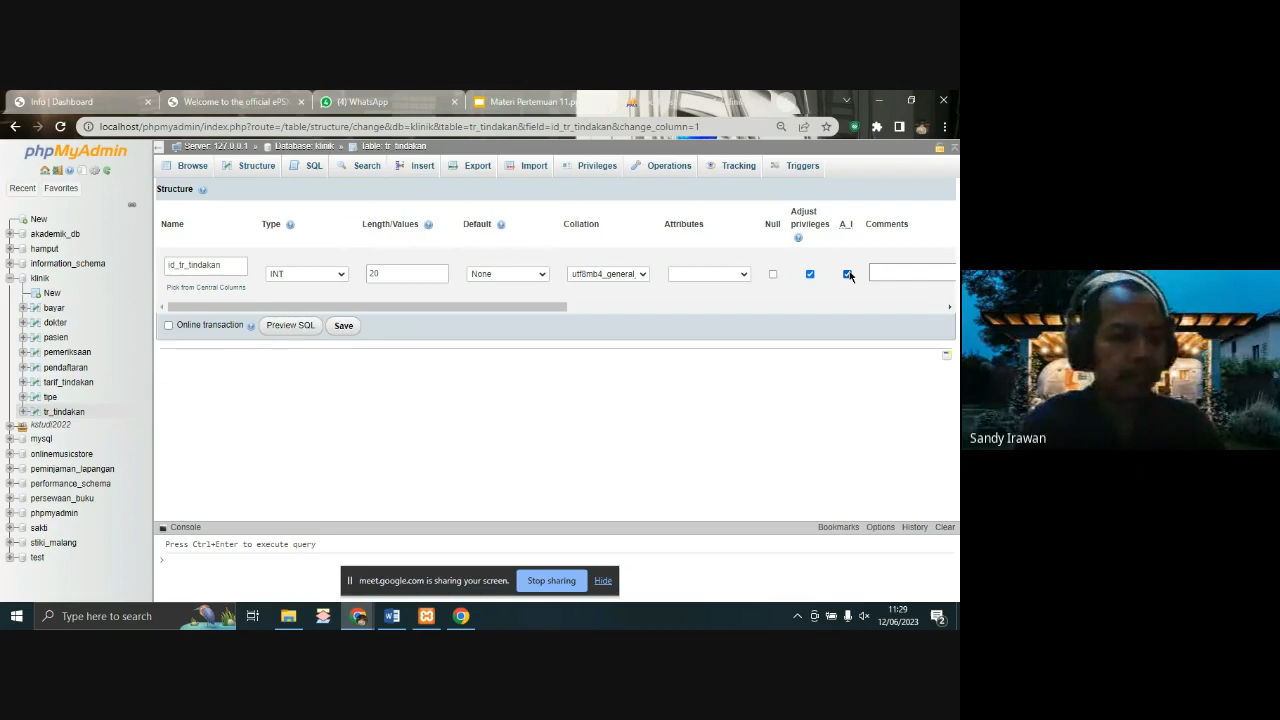 Info | Dashboard
Welcome to the official ePS
(4) WhatsApp
Materi Pertemuan 11.p
localhost/phpmyadmin/index.php?route=/table/structure/change&db=klinik&table=tr_tindakan&field=id_tr_tindakan&change_column=1
phpMyAdmin
Recent Favorites
New
akademik_db
hamput
information_schema
klinik
New
bayar
dokter
pasien
pemeriksaan
pendaftaran
tarif_tindakan
tipe
tr_tindakan
kstudi2022
mysql
onlinemusicstore
peminjaman_lapangan
performance_schema
persewaan_buku
phpmyadmin
sakti
stiki_malang
test
Server: 127.0.0.1 » Database: klinik » Table: tr_tindakan
Browse Structure SQL Search Insert Export Import Privileges Operations Tracking Triggers
Structure
Name Type Length/Values Default Collation Attributes Null Adjust privileges A_I Comments
id_tr_tindakan INT 20 None utf8mb4_general_
Pick from Central Columns
Online transaction Preview SQL Save
Console Bookmarks Options History Clear
Press Ctrl+Enter to execute query
>
meet.google.com is sharing your screen. Stop sharing Hide
Type here to search
11:29
12/06/2023
2
Sandy Irawan